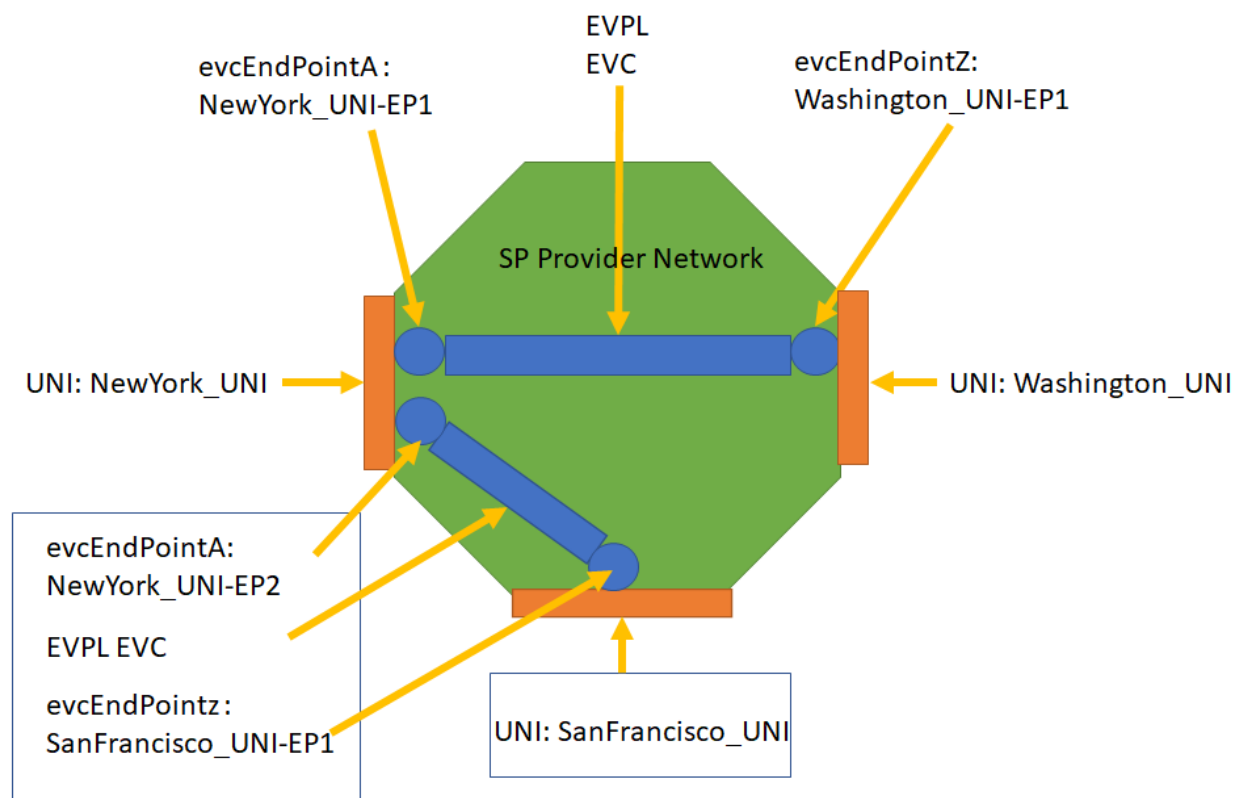 EVPL
EVC
evcEndPointA :
NewYork_UNI-EP1
evcEndPointZ:
Washington_UNI-EP1
SP Provider Network
UNI: NewYork_UNI
UNI: Washington_UNI
evcEndPointA:
NewYork_UNI-EP2
EVPL EVC
evcEndPointz :
SanFrancisco_UNI-EP1
UNI: SanFrancisco_UNI